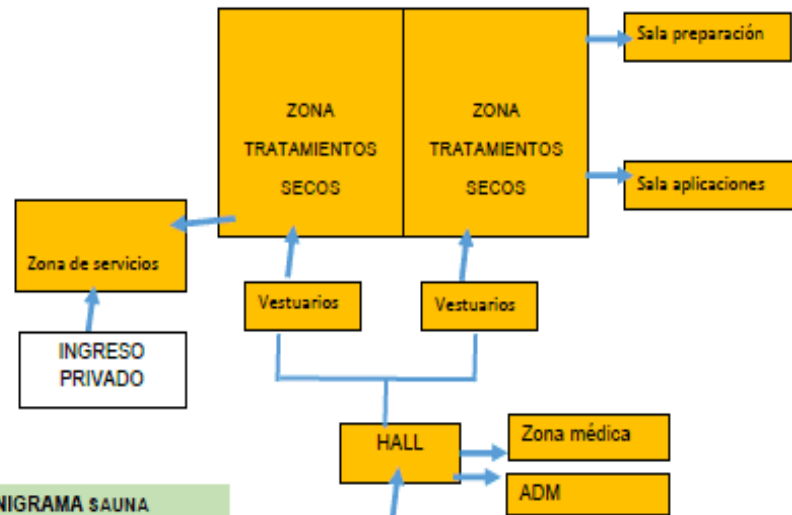 Sala preparación
ZONA
TRATAMIENTOS
SECOS
ZONA
TRATAMIENTOS
SECOS
Sala aplicaciones
Zona de servicios
Vestuarios
Vestuarios
INGRESO
PRIVADO
HALL
Zona médica
ADM
NIGRAMA SAUNA